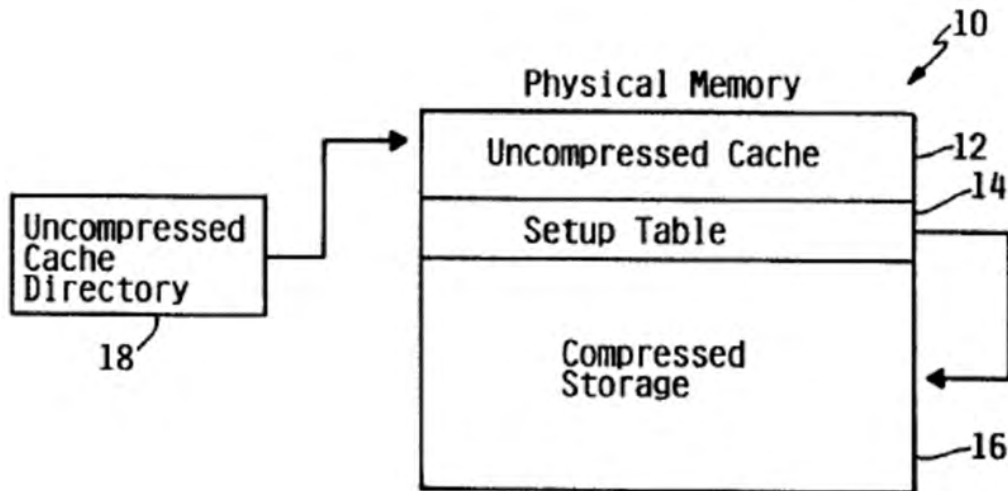 10
Physical Memory
Uncompressed Cache
12
14
Setup Table
Uncompressed
Cache
Directory
18
Compressed
Storage
16